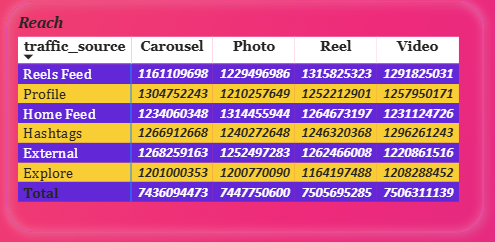 Reach
traffic_source Carousel Photo Reel Video
Reels Feed 1161109698 1229496986 1315825323 1291825031
Profile 1304752243 1210257649 1252212901 1257950171
Home Feed 1234060348 1314455944 1264673197 1231124726
Hashtags 1266912668 1240272648 1246320368 1296261243
External 1268259163 1252497283 1262466008 1220861516
Explore 1201000353 1200770090 1164197488 1208288452
Total 7436094473 7447750600 7505695285 7506311139